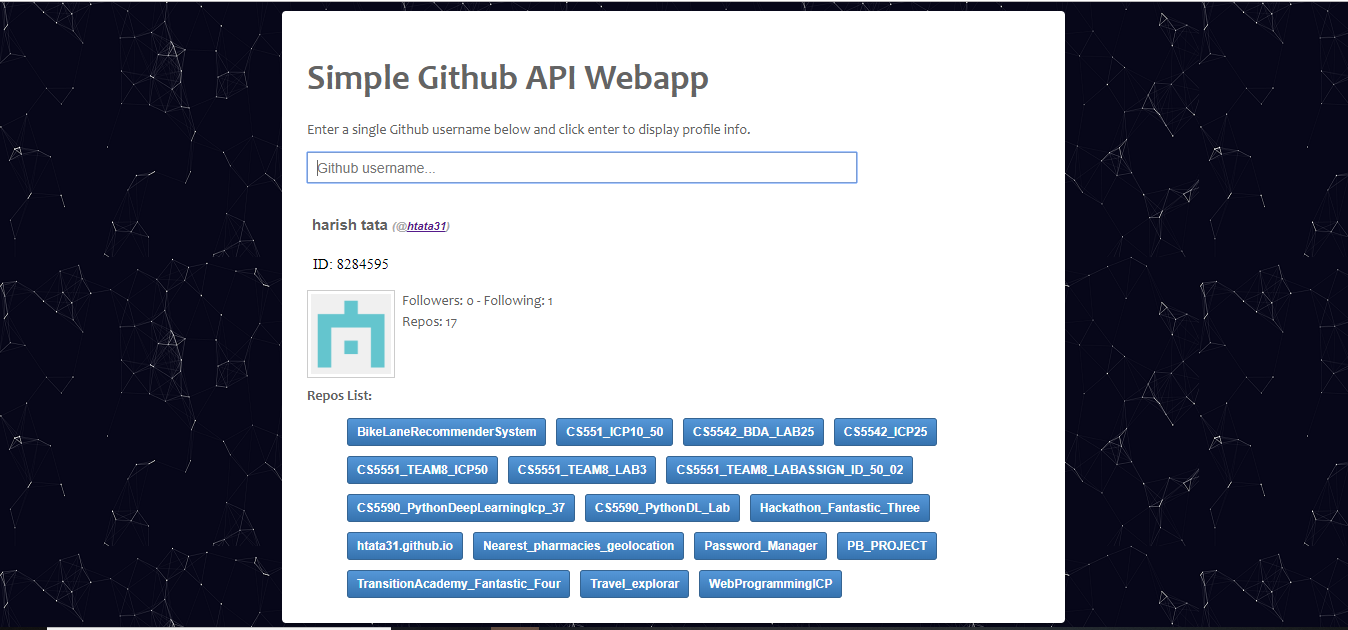 Simple Github API Webapp
Enter a single Github username below and click enter to display profile info.
Github username...
harish tata (@htata31)
ID: 8284595
Followers: 0 - Following: 1
Repos: 17
Repos List:
BikeLaneRecommenderSystem CS551_ICP10_50 CS5542_BDA_LAB25 CS5542_ICP25
CS5551_TEAM8_ICP50 CS5551_TEAM8_LAB3 CS5551_TEAM8_LABASSIGN_ID_50_02
CS5590_PythonDeepLearningIcp_37 CS5590_PythonDL_Lab Hackathon_Fantastic_Three
htata31.github.io Nearest_pharmacies_geolocation Password_Manager PB_PROJECT
TransitionAcademy_Fantastic_Four Travel_explorar WebProgrammingICP